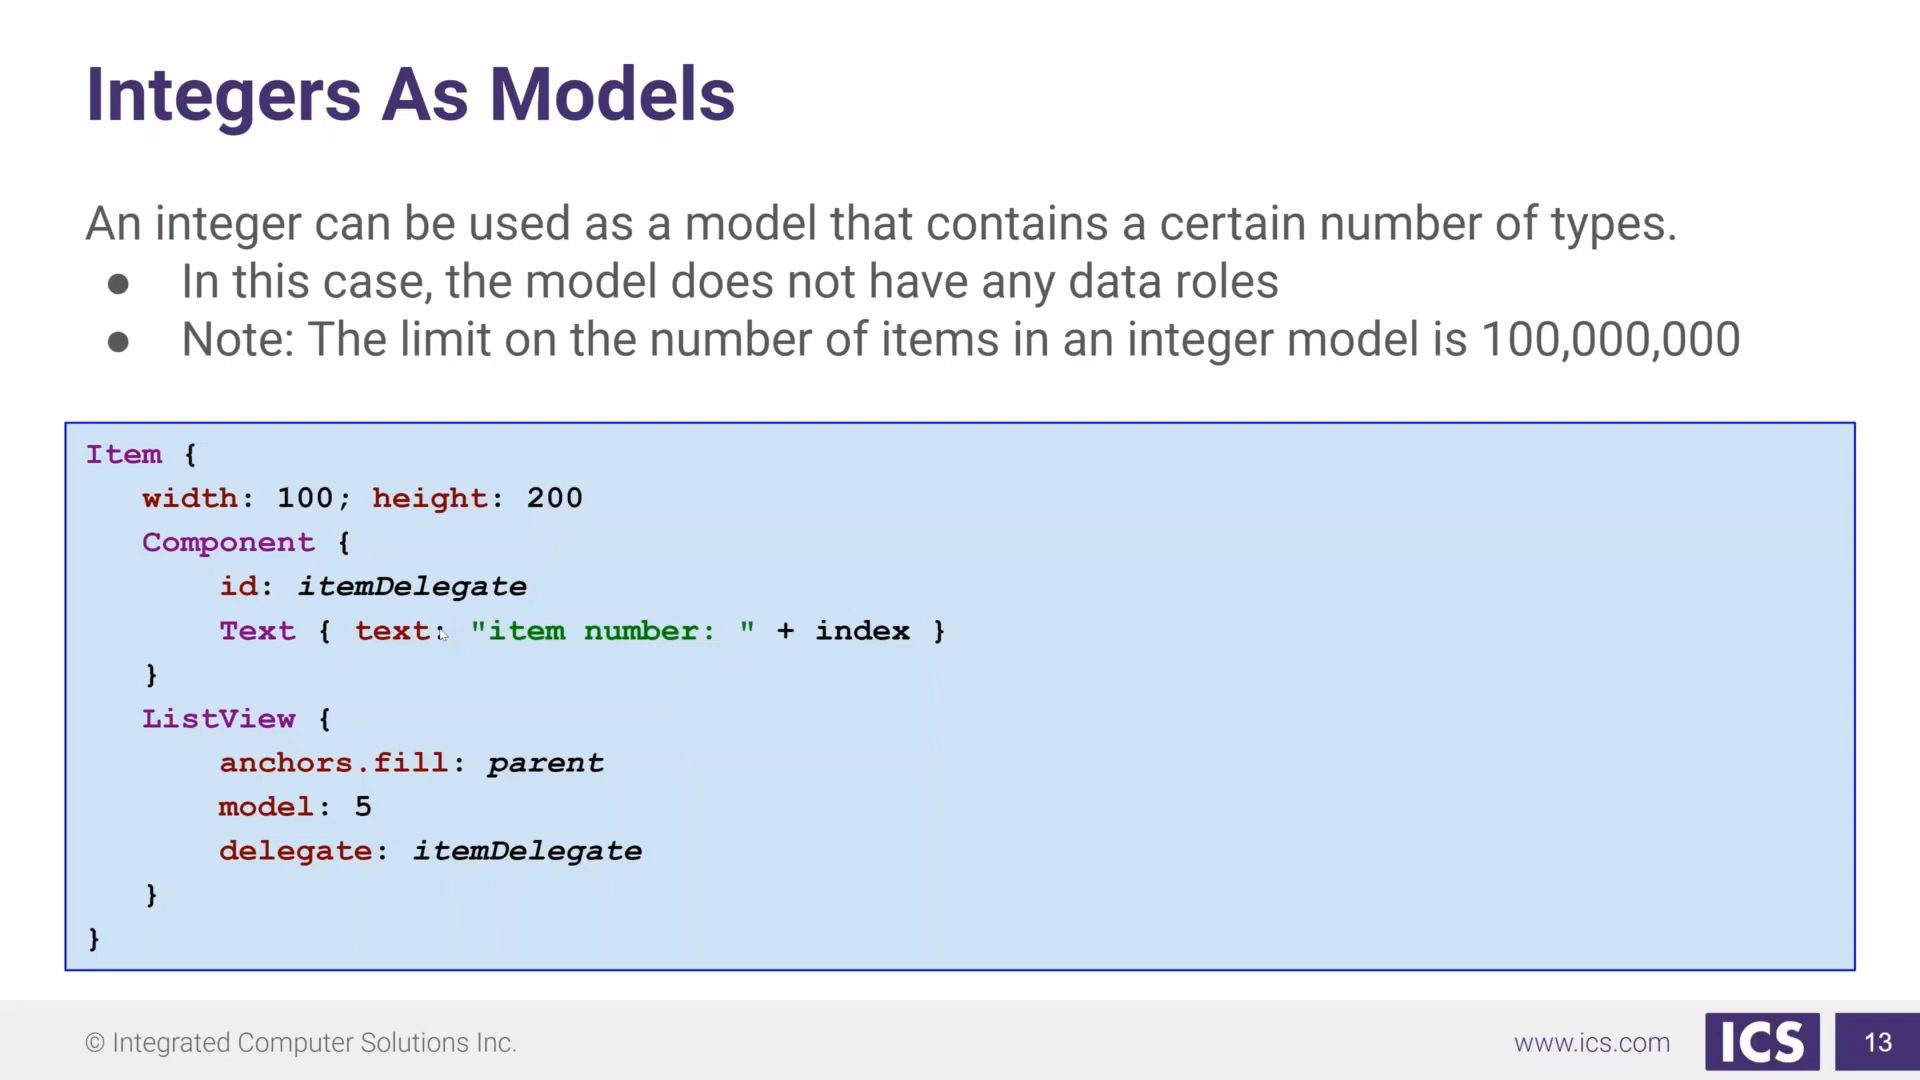 Integers As Models
An integer can be used as a model that contains a certain number of types.
● In this case, the model does not have any data roles
● Note: The limit on the number of items in an integer model is 100,000,000
Item {
    width: 100; height: 200
    Component {
        id: itemDelegate
        Text { text: "item number: " + index }
    }
    ListView {
        anchors.fill: parent
        model: 5
        delegate: itemDelegate
    }
}
© Integrated Computer Solutions Inc.
www.ics.com
ICS
13